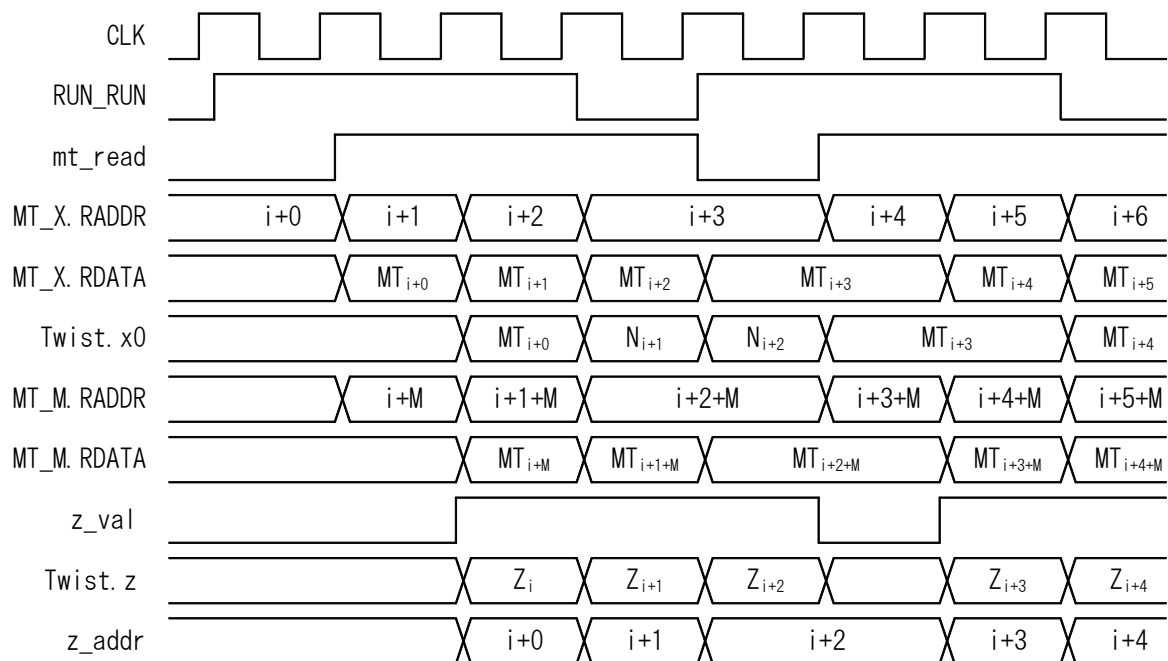 CLK
RUN_RUN
mt_read
MT_X.RADDR i+0 i+1 i+2 i+3 i+4 i+5 i+6
MT_X.RDATA MTi+0 MTi+1 MTi+2 MTi+3 MTi+4 MTi+5
Twist.x0 MTi+0 Ni+1 Ni+2 MTi+3 MTi+4
MT_M.RADDR i+M i+1+M i+2+M i+3+M i+4+M i+5+M
MT_M.RDATA MTi+M MTi+1+M MTi+2+M MTi+3+M MTi+4+M
z_val
Twist.z Zi Zi+1 Zi+2 Zi+3 Zi+4
z_addr i+0 i+1 i+2 i+3 i+4